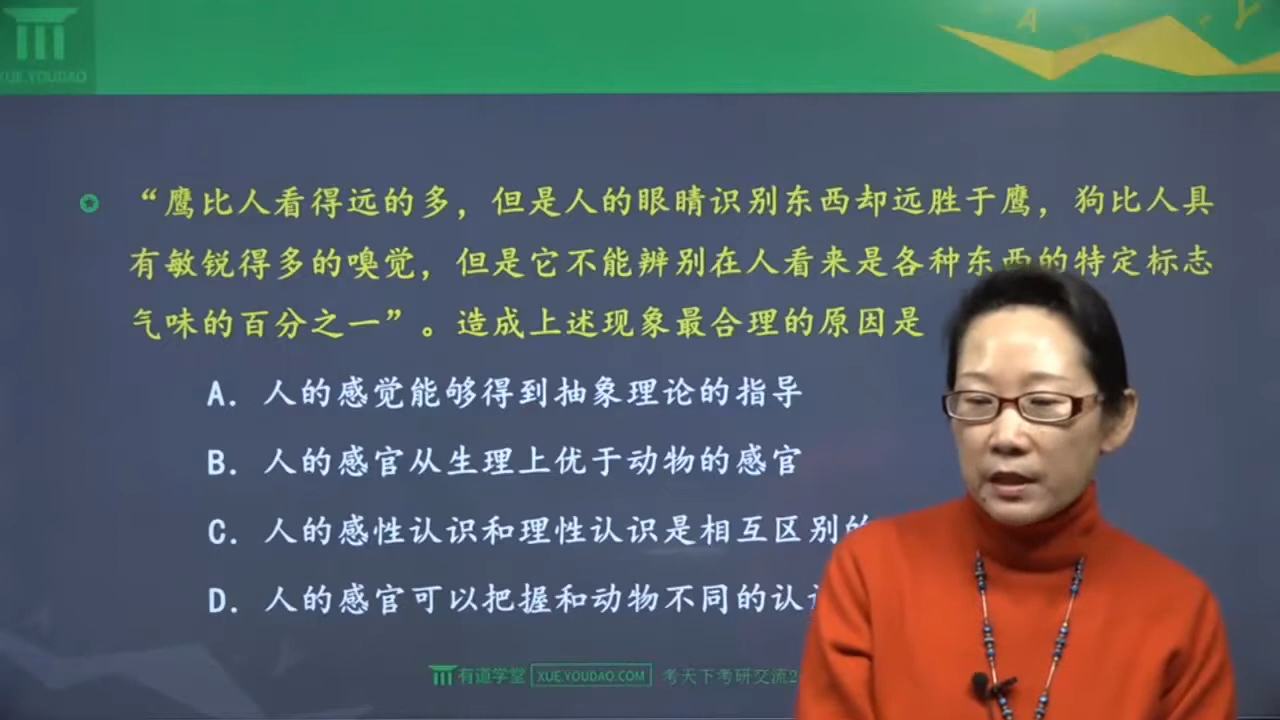 XUE.YOUDAO
“鹰比人看得远的多，但是人的眼睛识别东西却远胜于鹰，狗比人具
有敏锐得多的嗅觉，但是它不能辨别在人看来是各种东西的特定标志
气味的百分之一”。造成上述现象最合理的原因是
A. 人的感觉能够得到抽象理论的指导
B. 人的感官从生理上优于动物的感官
C. 人的感性认识和理性认识是相互区别的
D. 人的感官可以把握和动物不同的认
有道学堂 XUE.YOUDAO.COM 考天下考研交流2